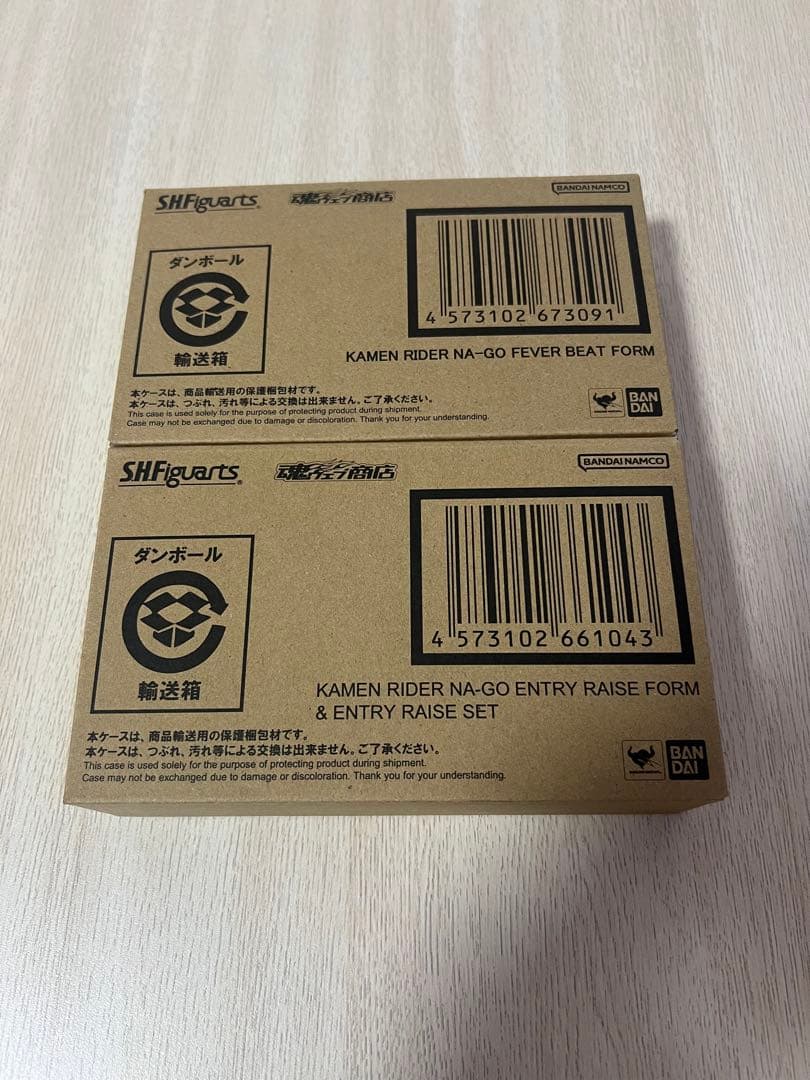 S.H.Figuarts
魂ウェブ商店
BANDAI NAMCO
ダンボール
輸送箱
4 573102 673091
KAMEN RIDER NA-GO FEVER BEAT FORM
本ケースは、商品輸送用の保護梱包材です。
本ケースは、つぶれ、汚れ等による交換は出来ません。ご了承ください。
This case is used solely for the purpose of protecting product during shipment.
Case may not be exchanged due to damage or discoloration. Thank you for your understanding.
BAN
DAI
S.H.Figuarts
魂ウェブ商店
BANDAI NAMCO
ダンボール
輸送箱
4 573102 661043
KAMEN RIDER NA-GO ENTRY RAISE FORM
& ENTRY RAISE SET
本ケースは、商品輸送用の保護梱包材です。
本ケースは、つぶれ、汚れ等による交換は出来ません。ご了承ください。
This case is used solely for the purpose of protecting product during shipment.
Case may not be exchanged due to damage or discoloration. Thank you for your understanding.
BAN
DAI